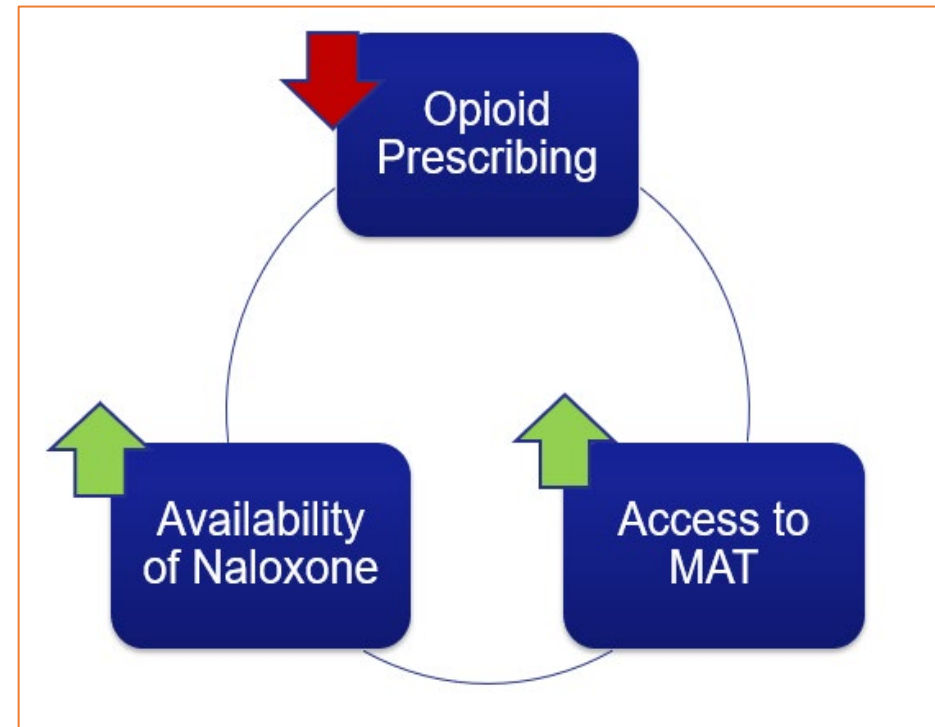 Opioid
Prescribing
Availability
of Naloxone
Access to
MAT